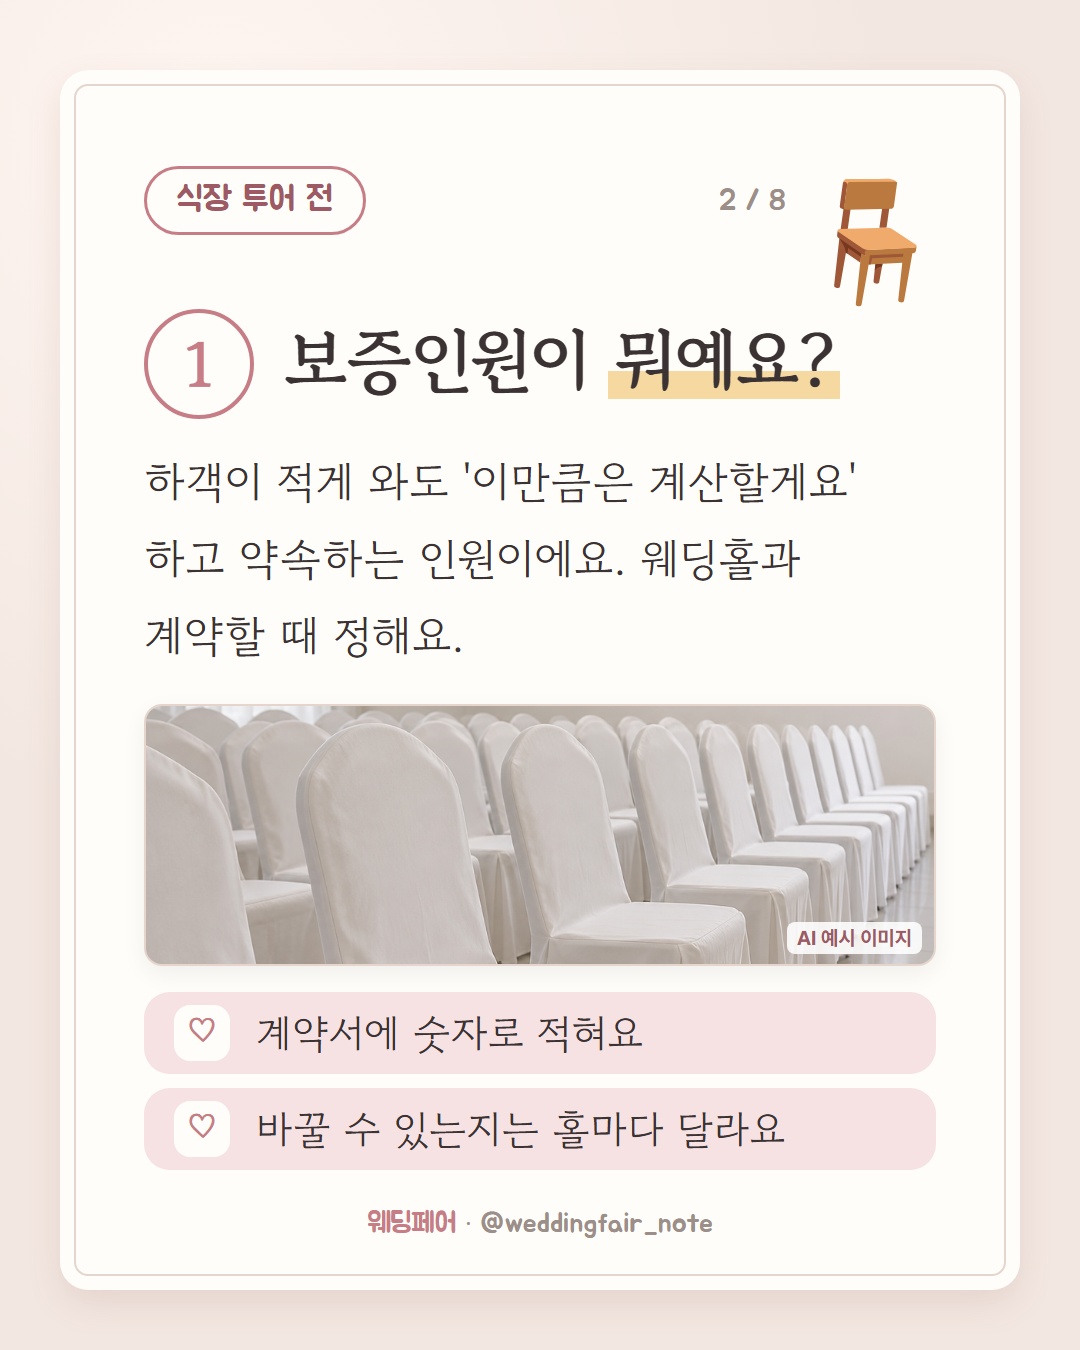 식장 투어 전
2 / 8
1 보증인원이 뭐예요?
하객이 적게 와도 '이만큼은 계산할게요'
하고 약속하는 인원이에요. 웨딩홀과
계약할 때 정해요.
AI 예시 이미지
♡ 계약서에 숫자로 적혀요
♡ 바꿀 수 있는지는 홀마다 달라요
웨딩페어 · @weddingfair_note